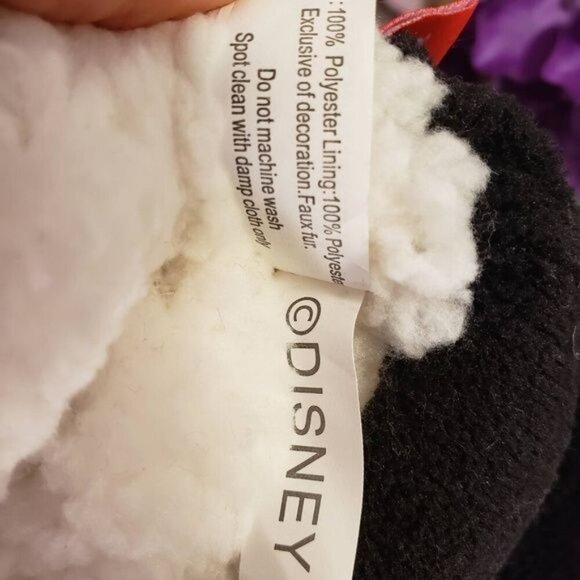 :100% Polyester Lining:100% Polyester
Exclusive of decoration.Faux fur.
Do not machine wash
Spot clean with damp cloth only
©DISNEY